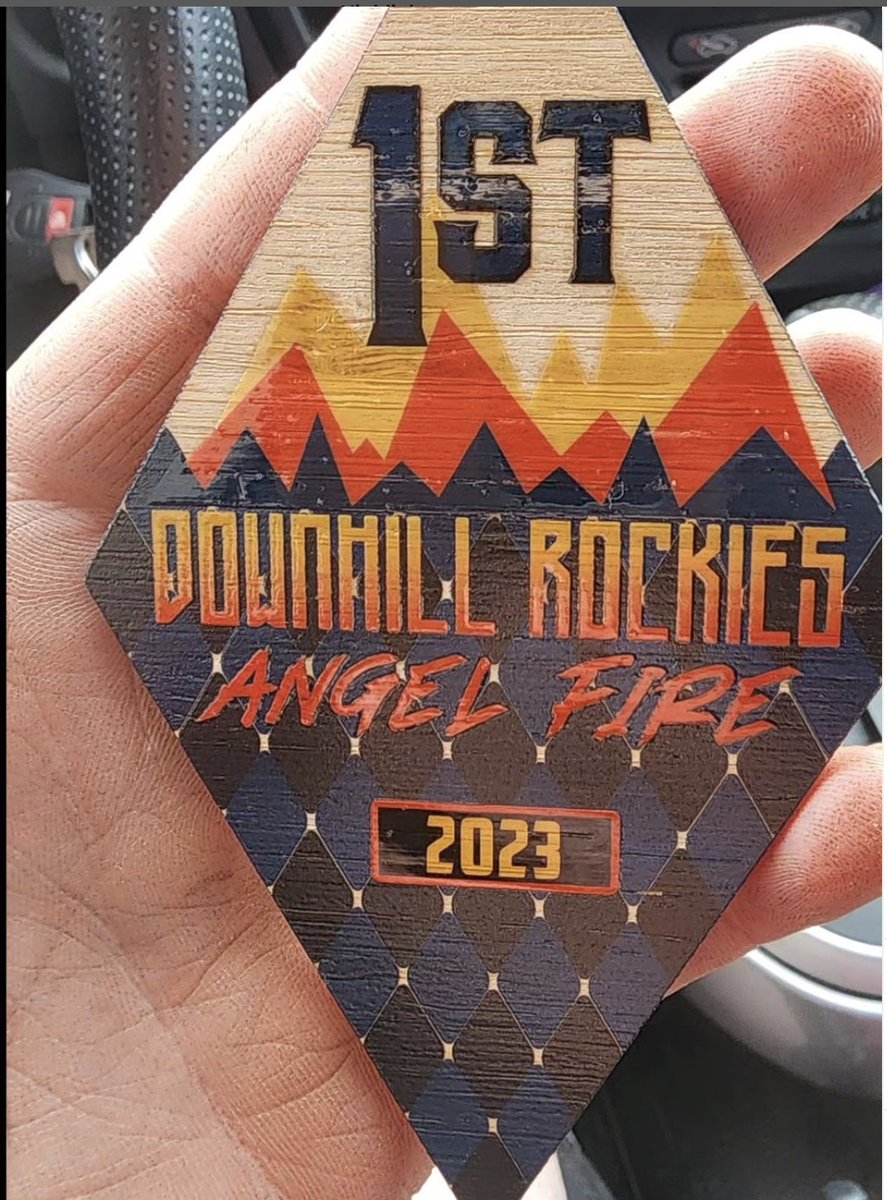 1ST
DOWNHILL ROCKIES
ANGEL FIRE
2023